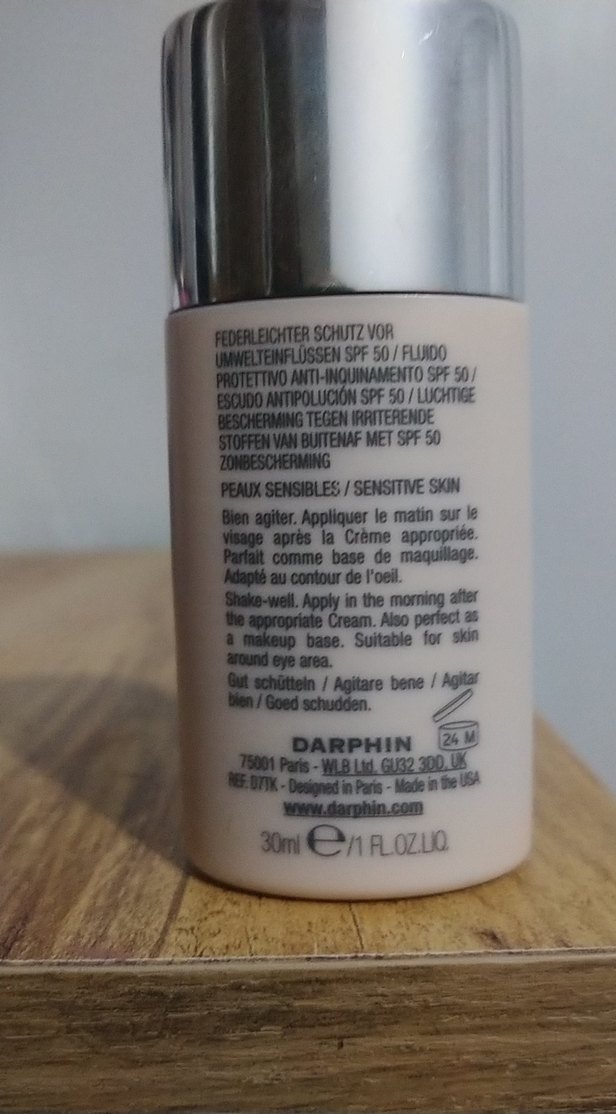 FEDERLEICHTER SCHUTZ VOR
UMWELTEINFLÜSSEN SPF 50 / FLUIDO
PROTETTIVO ANTI-INQUINAMENTO SPF 50 /
ESCUDO ANTIPOLUCIÓN SPF 50 / LUCHTIGE
BESCHERMING TEGEN IRRITERENDE
STOFFEN VAN BUITENAF MET SPF 50
ZONBESCHERMING
PEAUX SENSIBLES / SENSITIVE SKIN
Bien agiter. Appliquer le matin sur le
visage après la Crème appropriée.
Parfait comme base de maquillage.
Adapté au contour de l'oeil.
Shake-well. Apply in the morning after
the appropriate Cream. Also perfect as
a makeup base. Suitable for skin
around eye area.
Gut schütteln / Agitare bene / Agitar
bien / Goed schudden.
24 M
DARPHIN
75001 Paris - WLB Ltd. GU32 3DD, UK
REF. D7TK - Designed in Paris - Made in the USA
www.darphin.com
30ml e/1 FL.OZ.LIQ.